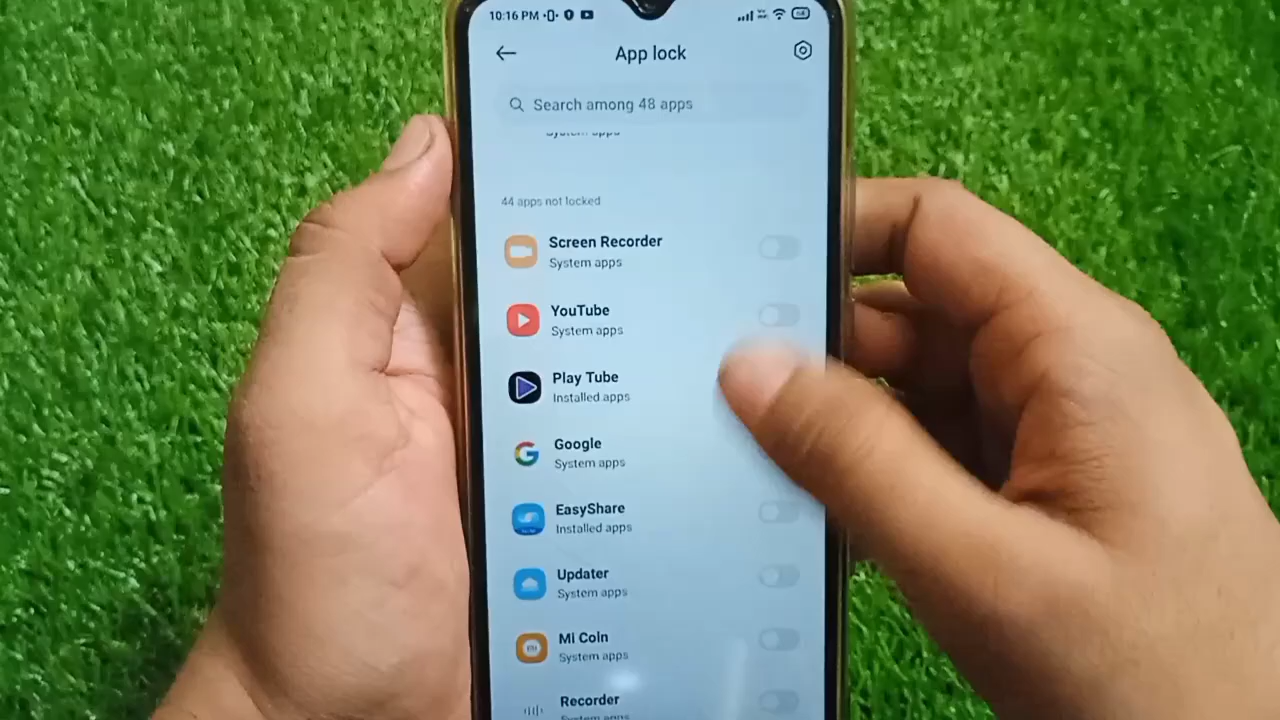 10:16 PM
App lock
Search among 48 apps
System apps
44 apps not locked
Screen Recorder
System apps
YouTube
System apps
Play Tube
Installed apps
Google
System apps
EasyShare
Installed apps
Updater
System apps
Mi Coin
System apps
Recorder
System apps